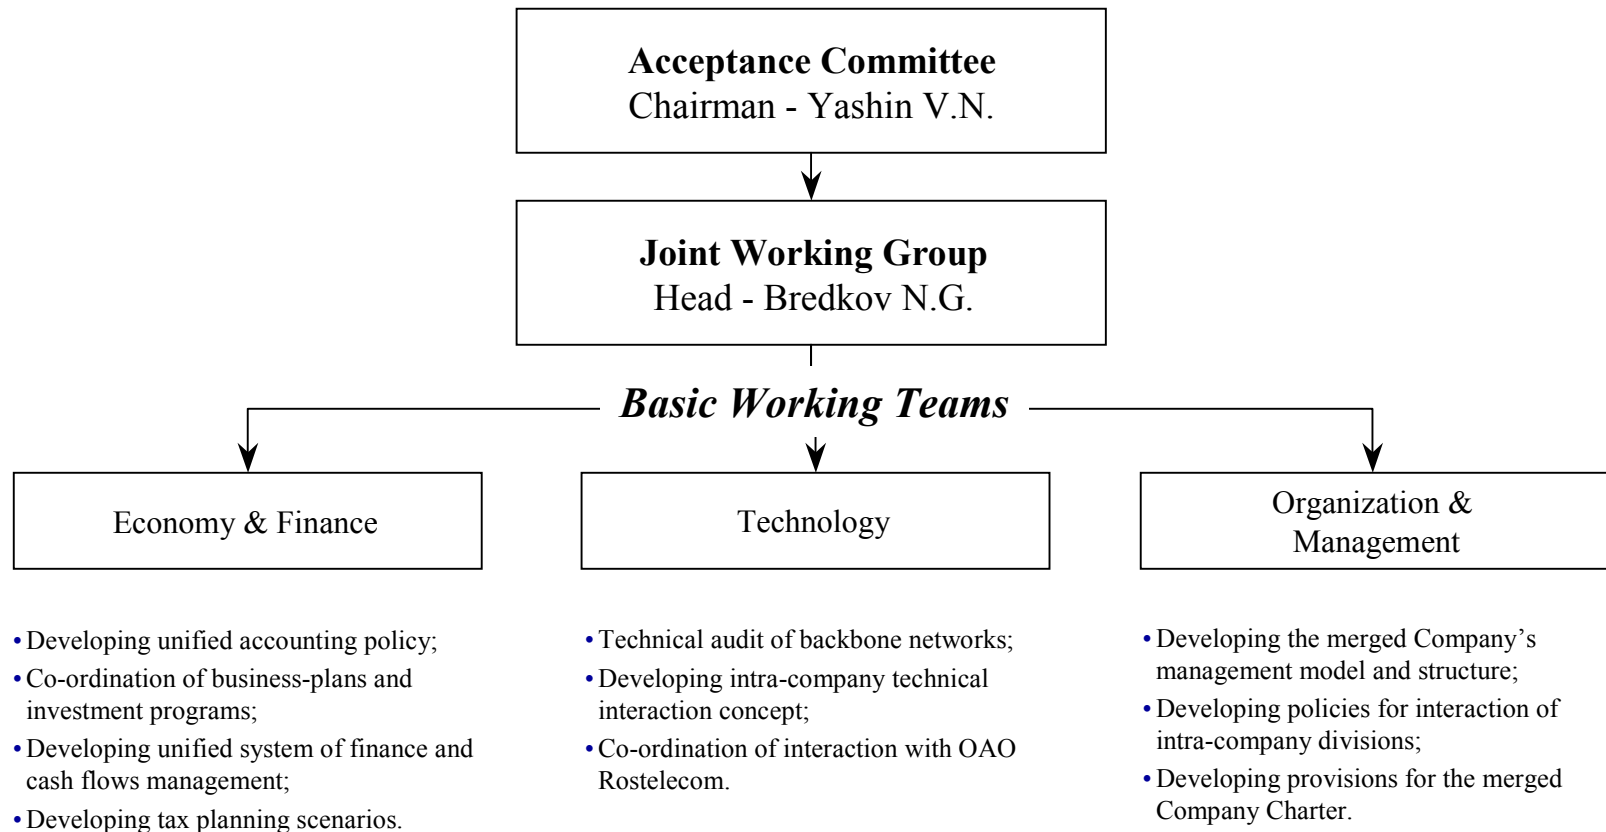 Acceptance Committee
Chairman - Yashin V.N.
Joint Working Group
Head - Bredkov N.G.
Basic Working Teams
Economy & Finance
Technology
Organization &
Management
• Developing unified accounting policy;
• Co-ordination of business-plans and
investment programs;
• Developing unified system of finance and
cash flows management;
• Developing tax planning scenarios.
• Technical audit of backbone networks;
• Developing intra-company technical
interaction concept;
• Co-ordination of interaction with OAO
Rostelecom.
• Developing the merged Company’s
management model and structure;
• Developing policies for interaction of
intra-company divisions;
• Developing provisions for the merged
Company Charter.